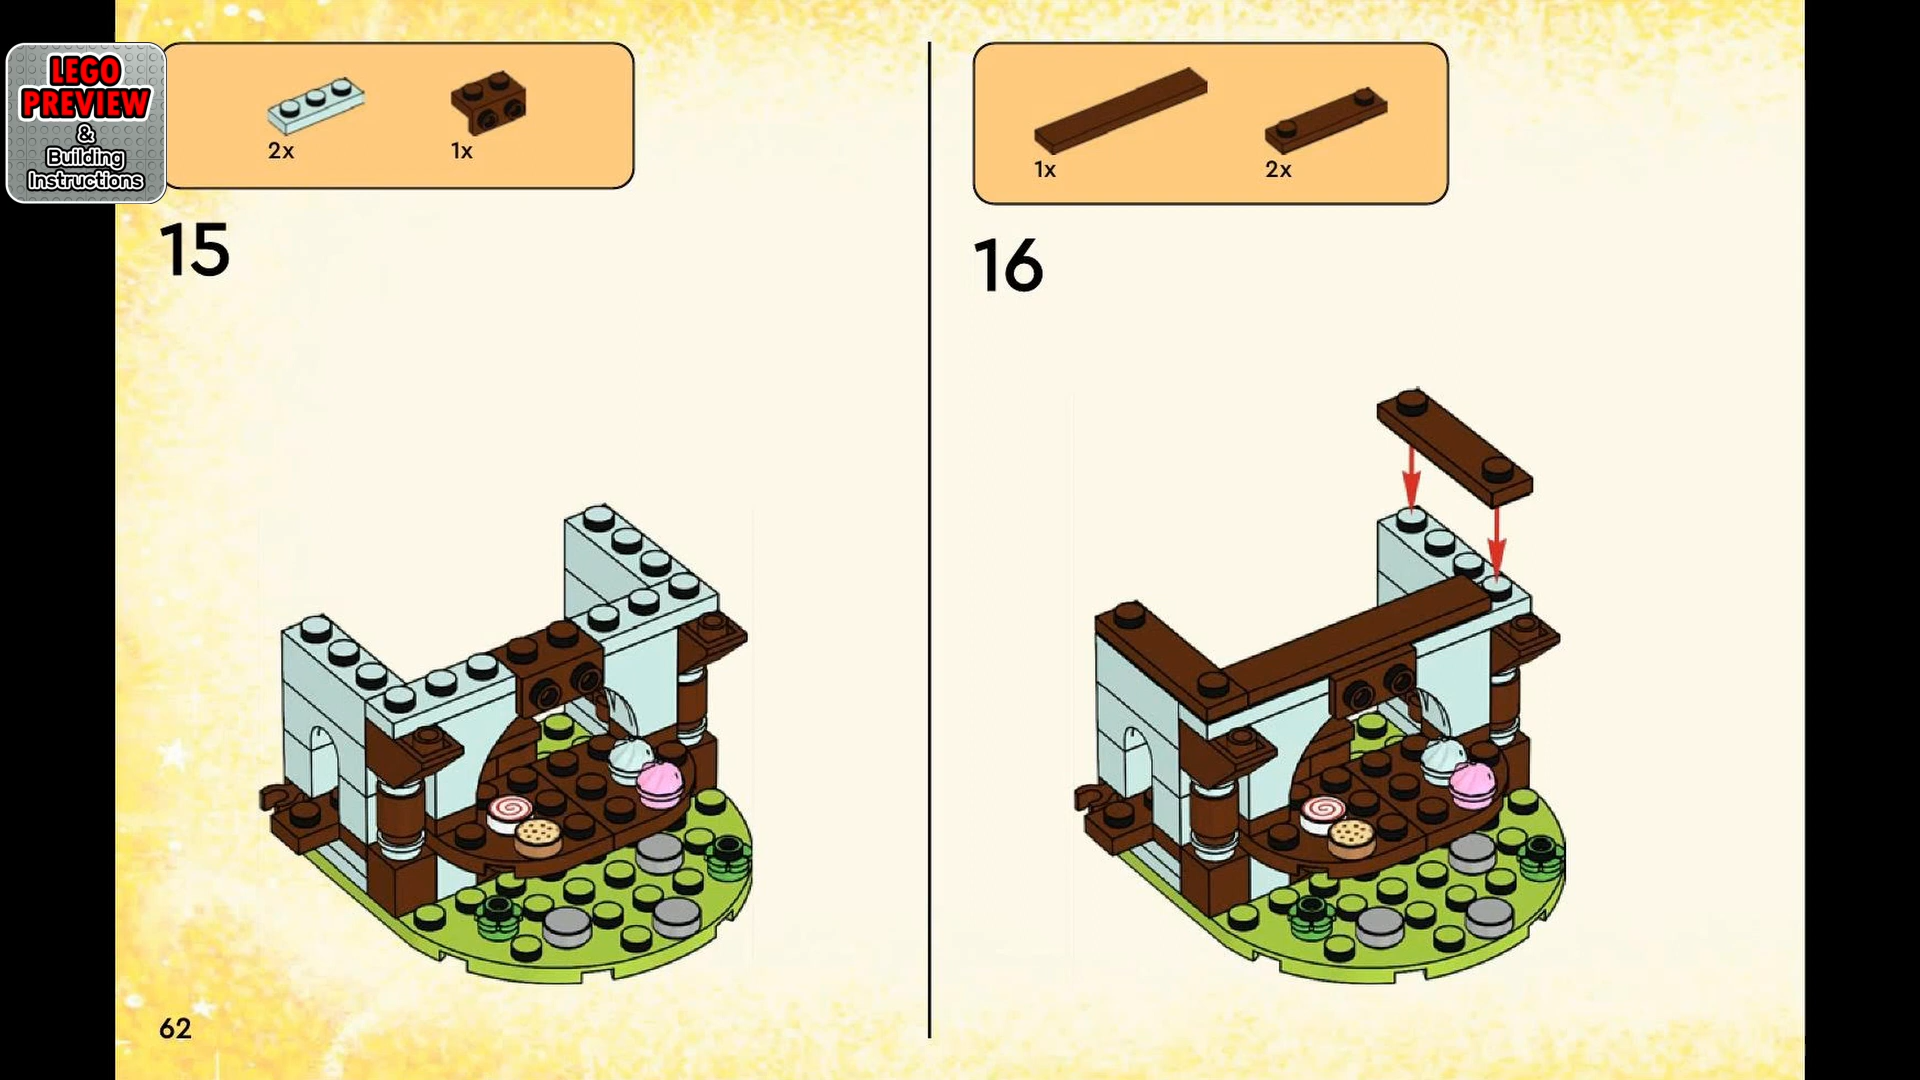 LEGO
PREVIEW
&
Building
Instructions
2x
1x
15
1x
2x
16
62